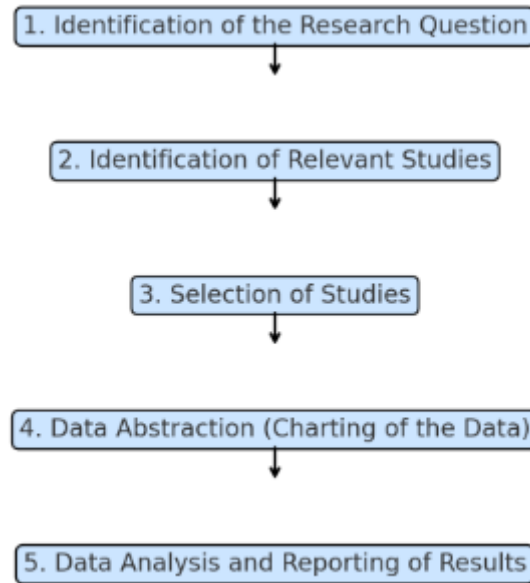 1. Identification of the Research Question
2. Identification of Relevant Studies
3. Selection of Studies
4. Data Abstraction (Charting of the Data)
5. Data Analysis and Reporting of Results